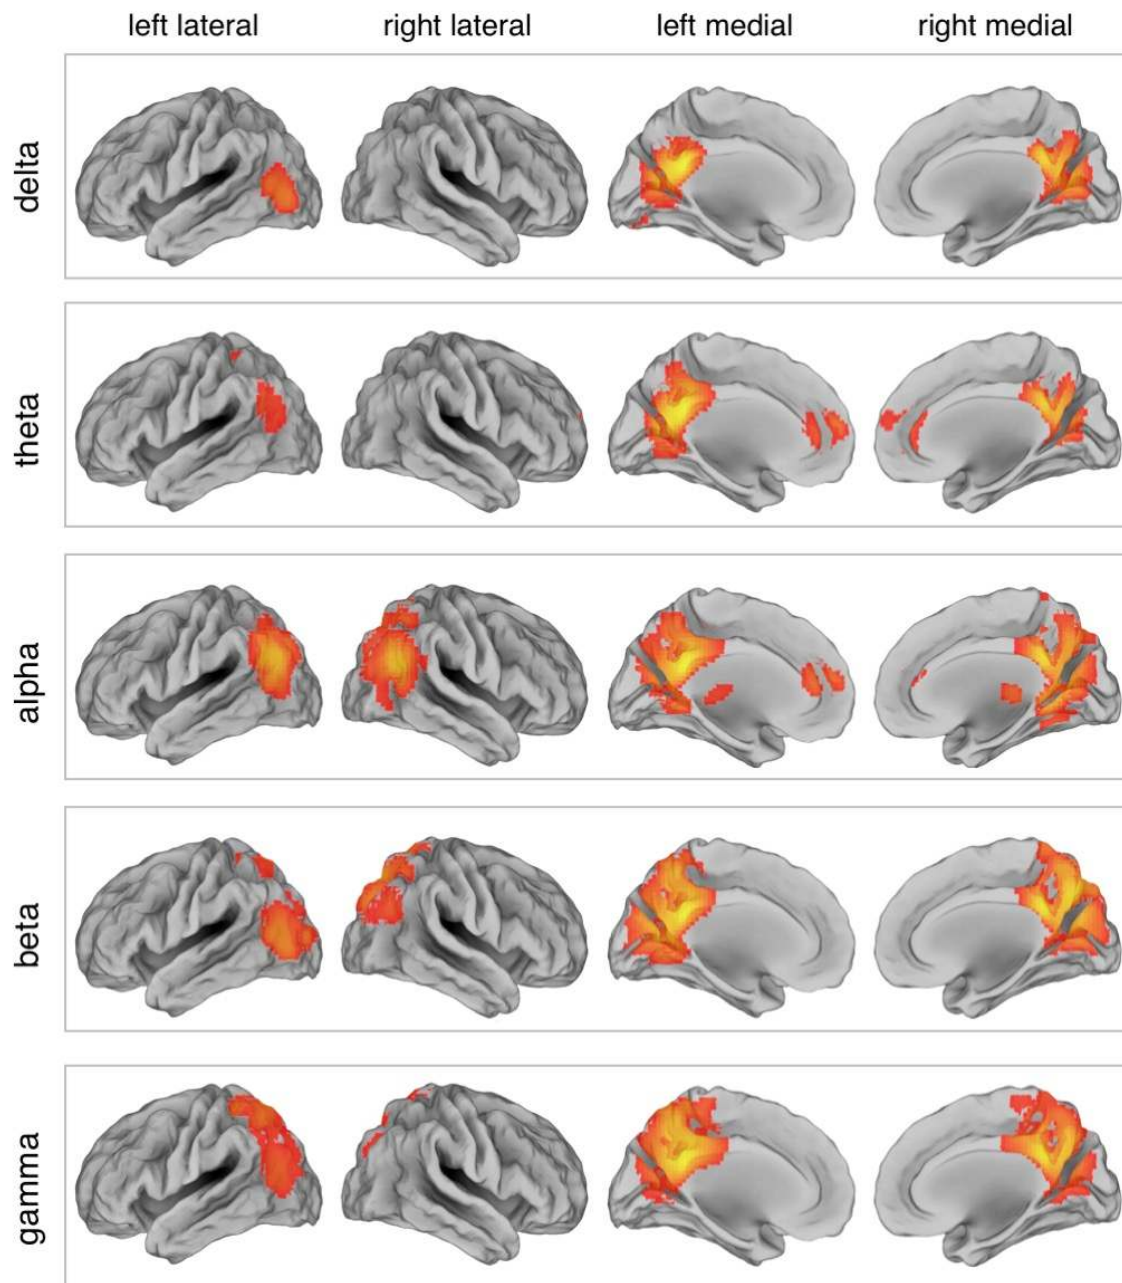 left lateral right lateral left medial right medial
delta
theta
alpha
beta
gamma